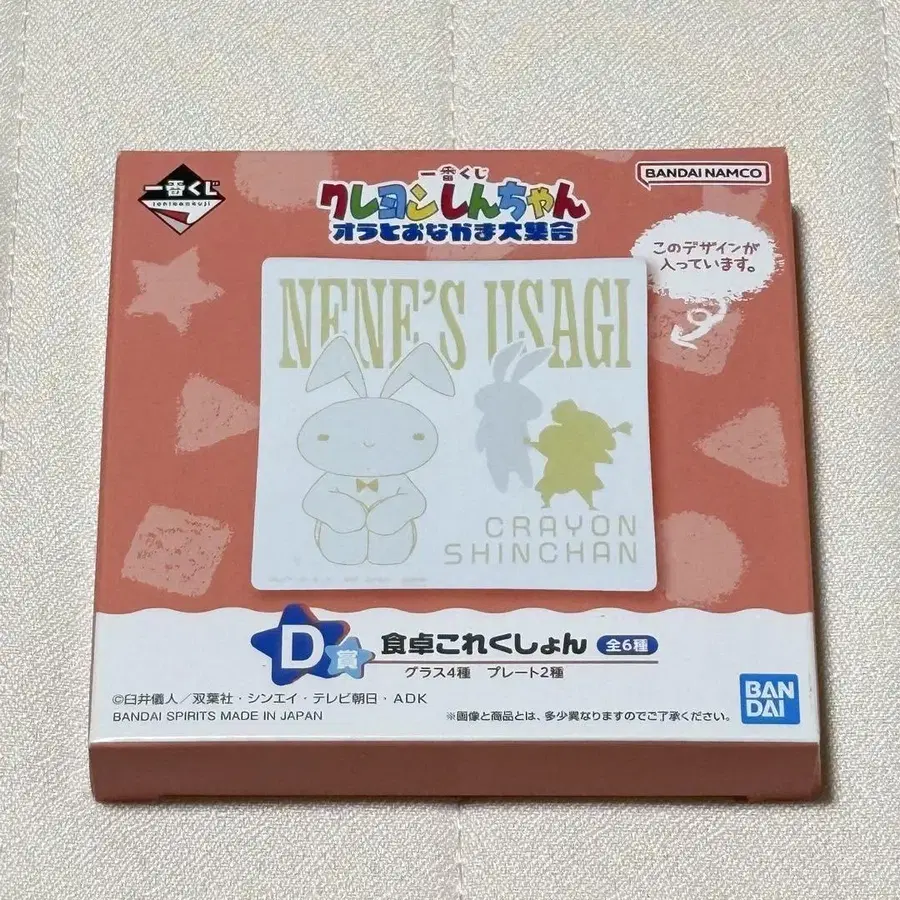 一番くじ
ichibankuji
一番くじ
クレヨンしんちゃん
オラとおなかま大集合
BANDAI NAMCO
このデザインが
入っています。
NENE'S USAGI
CRAYON
SHINCHAN
D賞
食卓これくしょん 全6種
グラス4種 プレート2種
©臼井儀人／双葉社・シンエイ・テレビ朝日・ADK
BANDAI SPIRITS MADE IN JAPAN
※画像と商品とは、多少異なりますのでご了承ください。
BAN
DAI